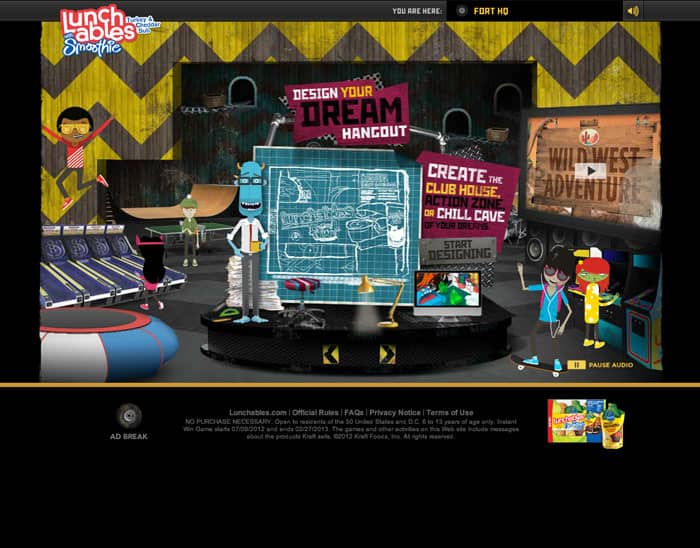 YOU ARE HERE: FORT HQ
Lunchables
Turkey &
Cheddar
Sub
Smoothie
DESIGN YOUR
DREAM
HANGOUT
CREATE THE
CLUB HOUSE,
ACTION ZONE,
OR CHILL CAVE
OF YOUR DREAMS.
START
DESIGNING
WILD WEST
ADVENTURE
Lunchables
PAUSE AUDIO
AD BREAK
Lunchables.com | Official Rules | FAQs | Privacy Notice | Terms of Use
NO PURCHASE NECESSARY. Open to residents of the 50 United States and D.C. 6 to 13 years of age only. Instant
Win Game starts 07/09/2012 and ends 02/27/2013. The games and other activities on this Web site include messages
about the products Kraft sells. ©2012 Kraft Foods, Inc. All rights reserved.
Lunchables